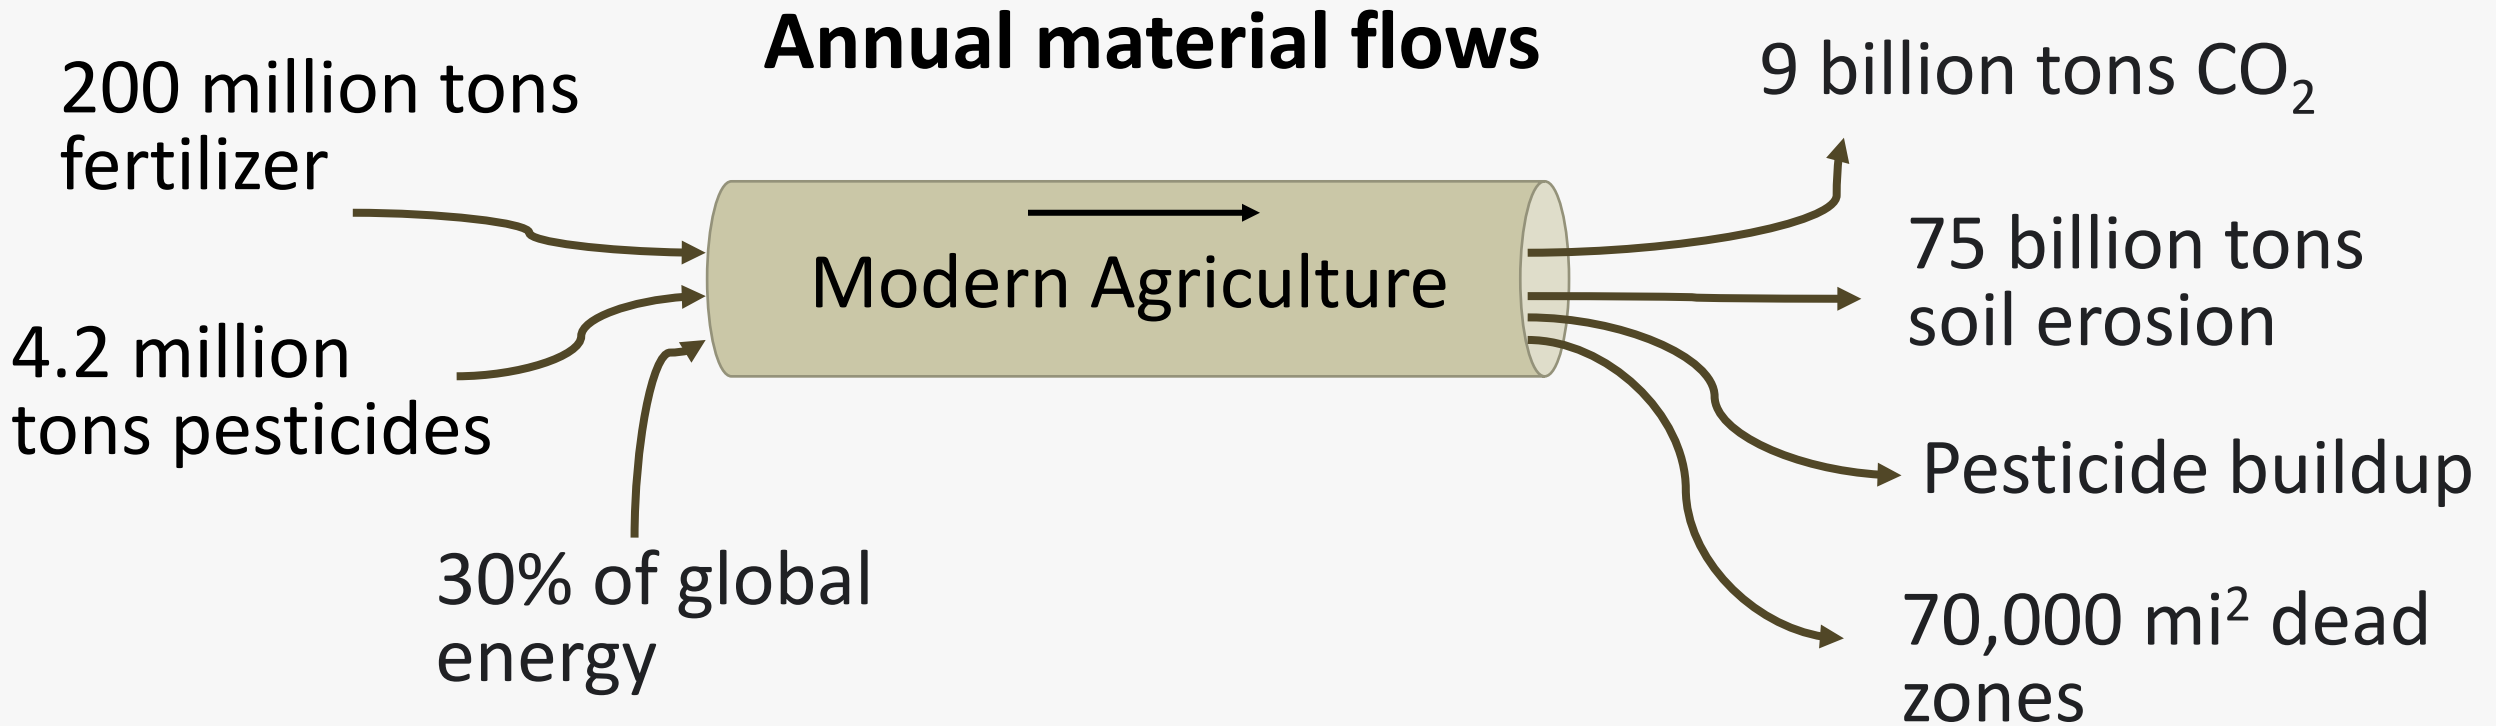 Annual material flows
200 million tons
fertilizer
4.2 million
tons pesticides
30% of global
energy
Modern Agriculture
9 billion tons CO₂
75 billion tons
soil erosion
Pesticide buildup
70,000 mi² dead
zones